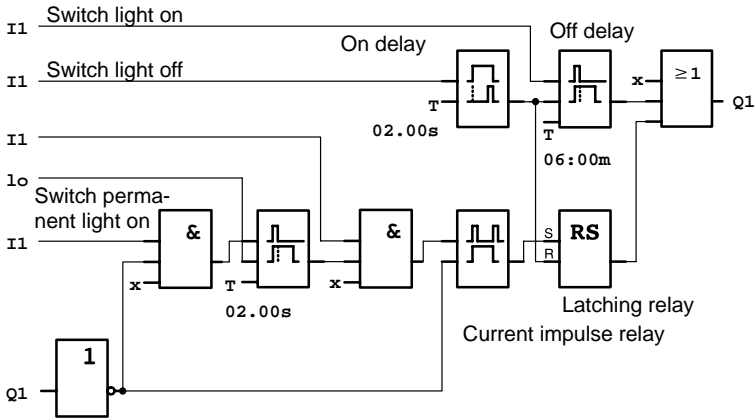 I1 Switch light on
On delay Off delay
I1 Switch light off
x ≥1 Q1
T
02.00s
T
06:00m
I1
lo
Switch perma-
nent light on
I1
& & RS
S
R
x T x
02.00s
Latching relay
Current impulse relay
1
Q1